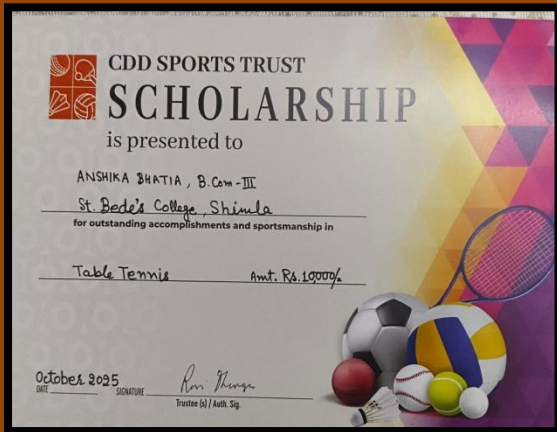 CDD SPORTS TRUST
SCHOLARSHIP
is presented to
ANSHIKA BHATIA, B.Com-III
St. Bede's College, Shimla
for outstanding accomplishments and sportsmanship in
Table Tennis Amt. Rs. 10,000/-
October 2025
DATE SIGNATURE
Trustee (s) / Auth. Sig.